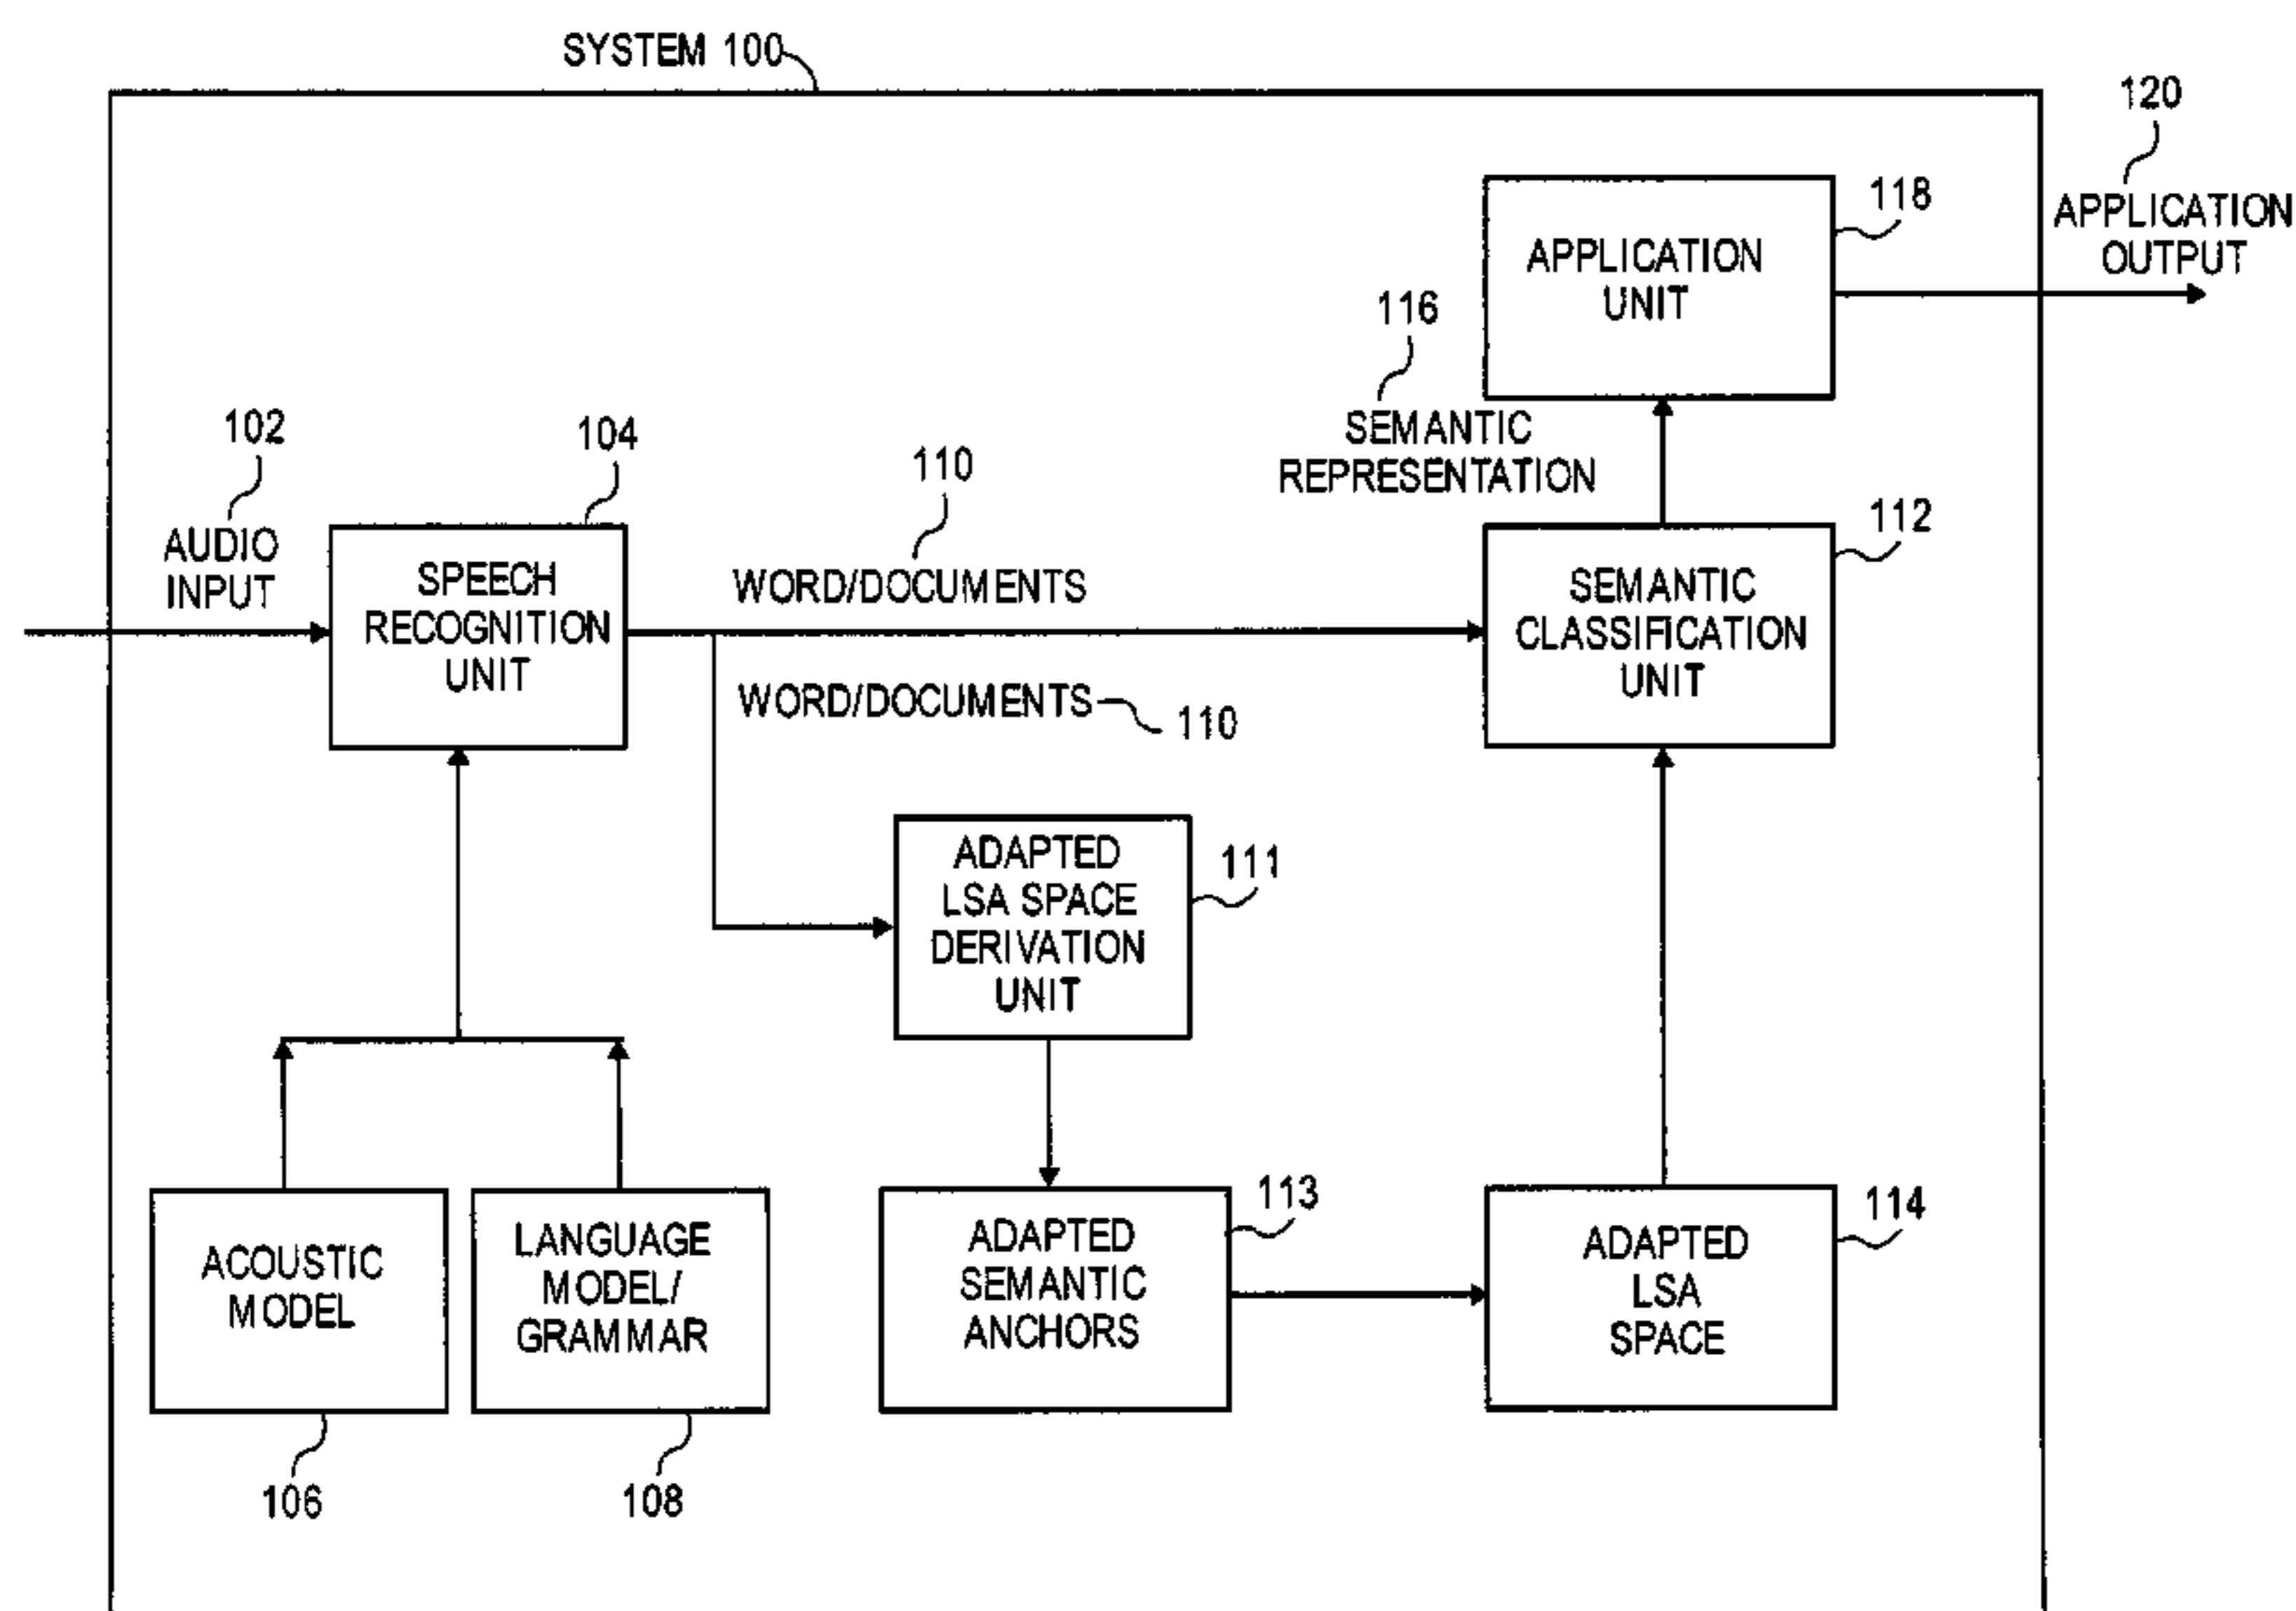 SYSTEM 100
120
APPLICATION
OUTPUT
118
APPLICATION
UNIT
116
SEMANTIC
REPRESENTATION
102
AUDIO
INPUT
104
SPEECH
RECOGNITION
UNIT
110
WORD/DOCUMENTS
WORD/DOCUMENTS 110
112
SEMANTIC
CLASSIFICATION
UNIT
111
ADAPTED
LSA SPACE
DERIVATION
UNIT
ACOUSTIC
MODEL
106
LANGUAGE
MODEL/
GRAMMAR
108
113
ADAPTED
SEMANTIC
ANCHORS
114
ADAPTED
LSA
SPACE